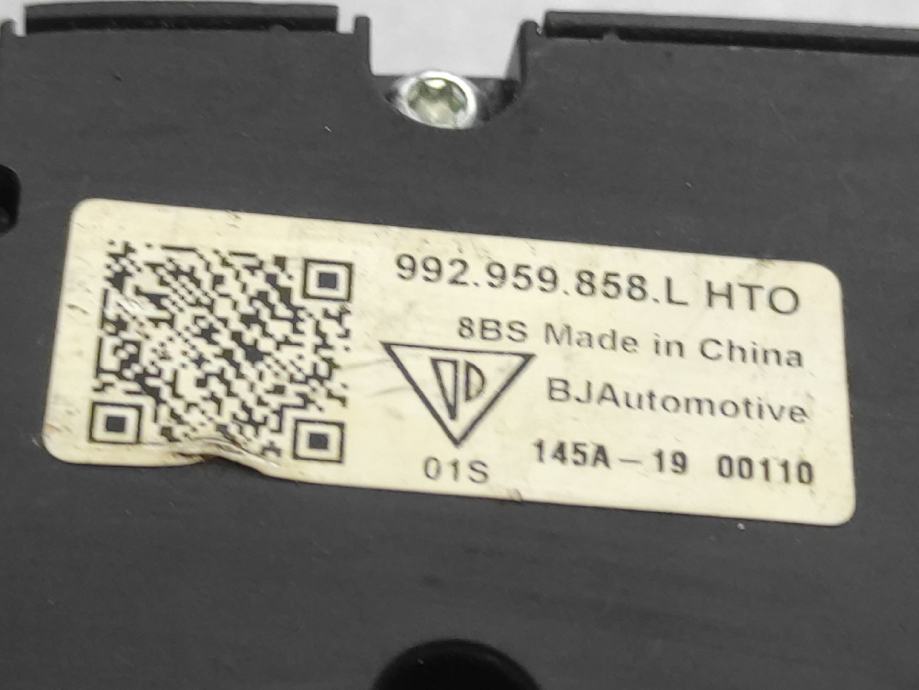 992.959.858.L HTO
8BS Made in China
BJAutomotive
01S 145A-19 00110